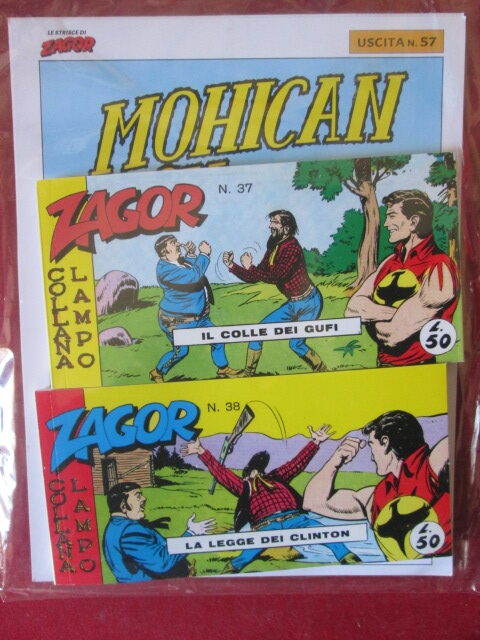 LE STRISCE DI
ZAGOR
USCITA N. 57
MOHICAN
ZAGOR
N. 37
COLLANA
LAMPO
IL COLLE DEI GUFI
L. 50
ZAGOR
N. 38
COLLANA
LAMPO
LA LEGGE DEI CLINTON
L. 50